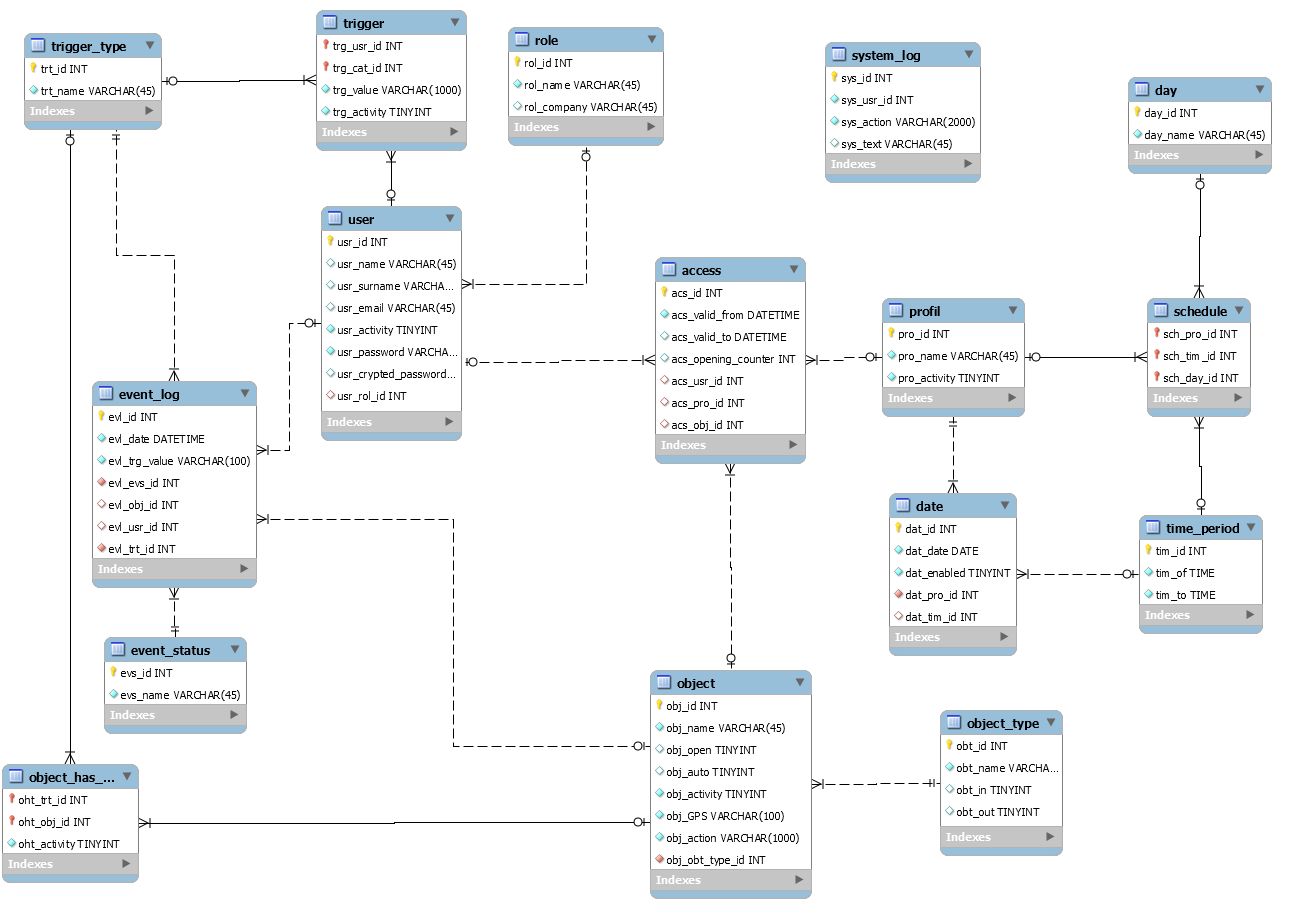 trigger_type
trt_id INT
trt_name VARCHAR(45)
Indexes
trigger
trg_usr_id INT
trg_cat_id INT
trg_value VARCHAR(1000)
trg_activity TINYINT
Indexes
role
rol_id INT
rol_name VARCHAR(45)
rol_company VARCHAR(45)
Indexes
system_log
sys_id INT
sys_usr_id INT
sys_action VARCHAR(2000)
sys_text VARCHAR(45)
Indexes
day
day_id INT
day_name VARCHAR(45)
Indexes
user
usr_id INT
usr_name VARCHAR(45)
usr_surname VARCHA...
usr_email VARCHAR(45)
usr_activity TINYINT
usr_password VARCHA...
usr_crypted_password...
usr_rol_id INT
Indexes
access
acs_id INT
acs_valid_from DATETIME
acs_valid_to DATETIME
acs_opening_counter INT
acs_usr_id INT
acs_pro_id INT
acs_obj_id INT
Indexes
profil
pro_id INT
pro_name VARCHAR(45)
pro_activity TINYINT
Indexes
schedule
sch_pro_id INT
sch_tim_id INT
sch_day_id INT
Indexes
event_log
evl_id INT
evl_date DATETIME
evl_trg_value VARCHAR(100)
evl_evs_id INT
evl_obj_id INT
evl_usr_id INT
evl_trt_id INT
Indexes
date
dat_id INT
dat_date DATE
dat_enabled TINYINT
dat_pro_id INT
dat_tim_id INT
Indexes
time_period
tim_id INT
tim_of TIME
tim_to TIME
Indexes
event_status
evs_id INT
evs_name VARCHAR(45)
Indexes
object
obj_id INT
obj_name VARCHAR(45)
obj_open TINYINT
obj_auto TINYINT
obj_activity TINYINT
obj_GPS VARCHAR(100)
obj_action VARCHAR(1000)
obj_obt_type_id INT
Indexes
object_type
obt_id INT
obt_name VARCHA...
obt_in TINYINT
obt_out TINYINT
Indexes
object_has_...
oht_trt_id INT
oht_obj_id INT
oht_activity TINYINT
Indexes